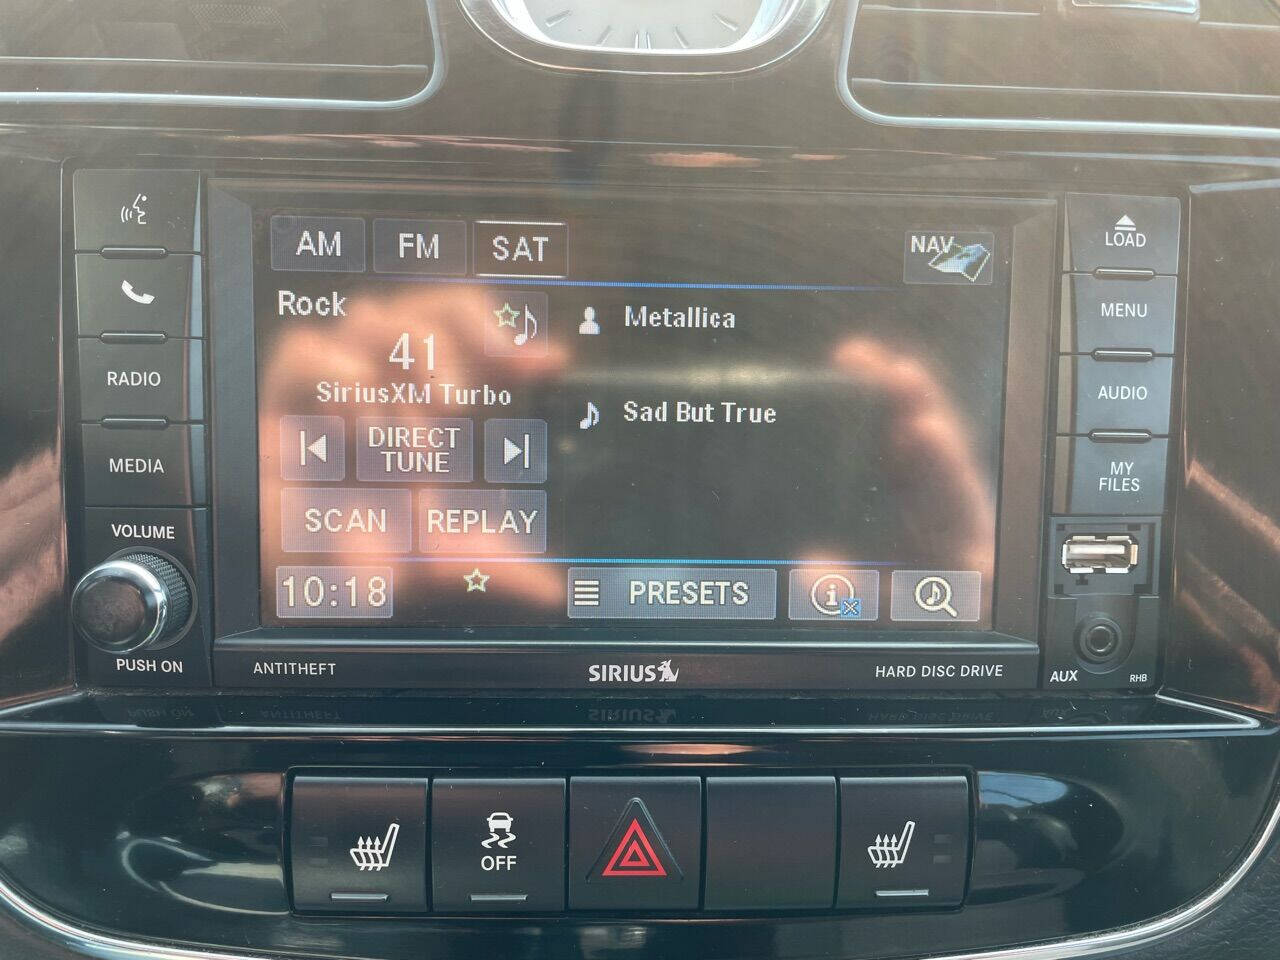 AM FM SAT NAV
Rock
41
SiriusXM Turbo
DIRECT
TUNE
SCAN REPLAY
Metallica
Sad But True
10:18 PRESETS i
RADIO
MEDIA
VOLUME
PUSH ON
LOAD
MENU
AUDIO
MY
FILES
AUX RHB
ANTITHEFT SIRIUS HARD DISC DRIVE
OFF